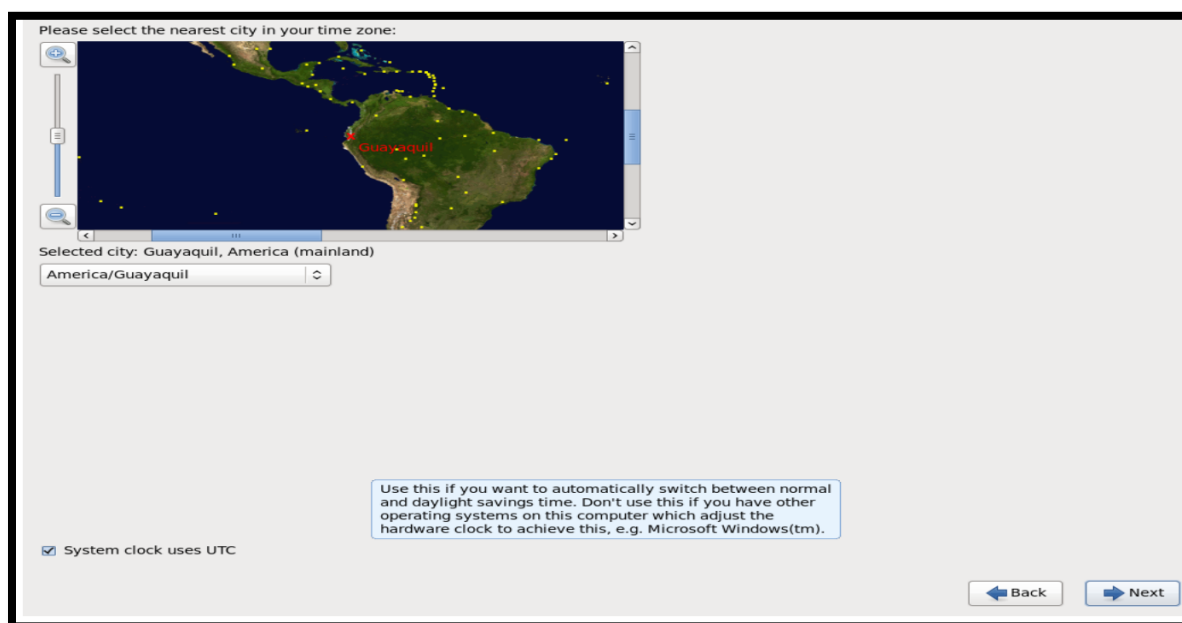 Please select the nearest city in your time zone:
Guayaquil
Selected city: Guayaquil, America (mainland)
America/Guayaquil
Use this if you want to automatically switch between normal
and daylight savings time. Don't use this if you have other
operating systems on this computer which adjust the
hardware clock to achieve this, e.g. Microsoft Windows(tm).
System clock uses UTC
Back
Next